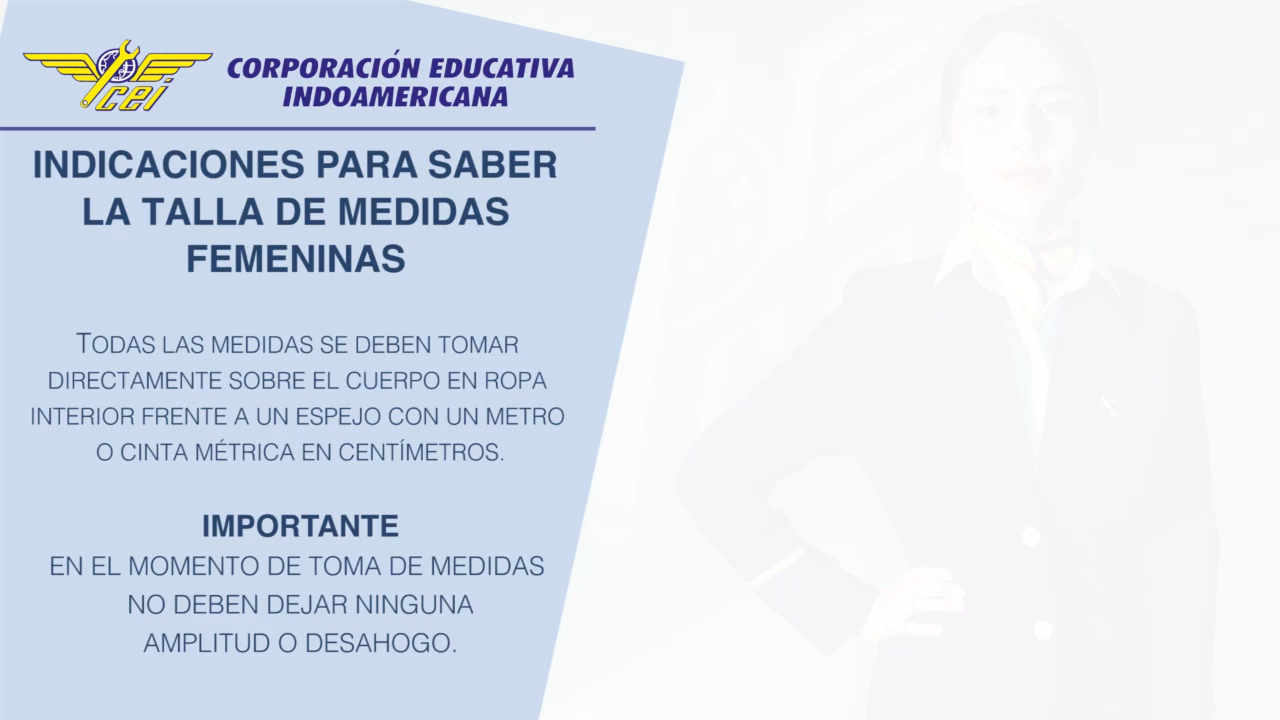 cei
CORPORACIÓN EDUCATIVA
INDOAMERICANA
INDICACIONES PARA SABER
LA TALLA DE MEDIDAS
FEMENINAS
TODAS LAS MEDIDAS SE DEBEN TOMAR
DIRECTAMENTE SOBRE EL CUERPO EN ROPA
INTERIOR FRENTE A UN ESPEJO CON UN METRO
O CINTA MÉTRICA EN CENTÍMETROS.
IMPORTANTE
EN EL MOMENTO DE TOMA DE MEDIDAS
NO DEBEN DEJAR NINGUNA
AMPLITUD O DESAHOGO.